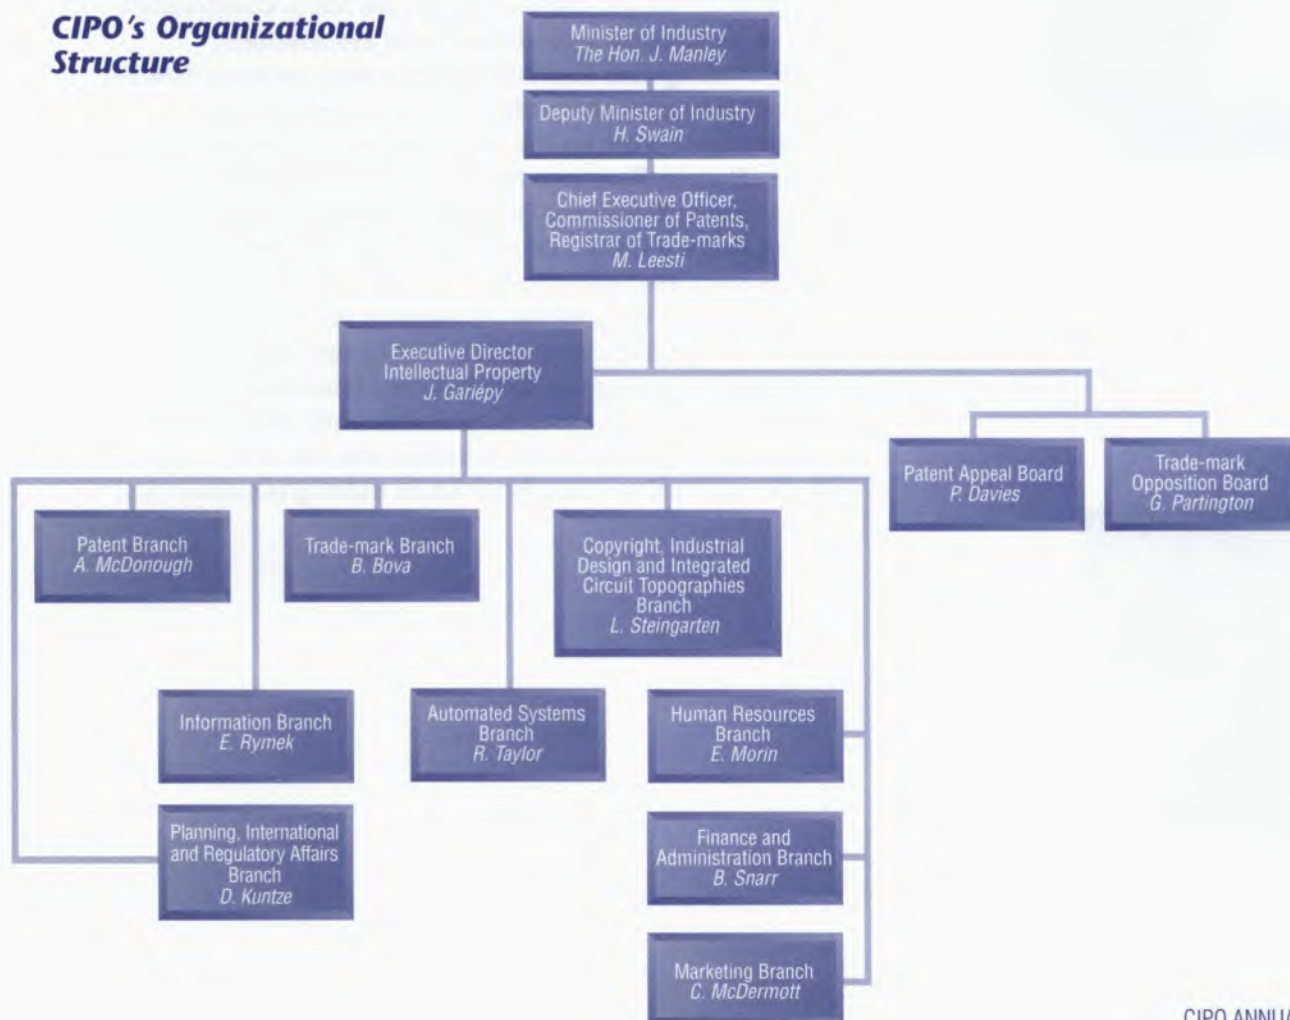 CIPO's Organizational
Structure
Minister of Industry
The Hon. J. Manley
Deputy Minister of Industry
H. Swain
Chief Executive Officer,
Commissioner of Patents,
Registrar of Trade-marks
M. Leesti
Executive Director
Intellectual Property
J. Gariépy
Patent Appeal Board
P. Davies
Trade-mark
Opposition Board
G. Partington
Patent Branch
A. McDonough
Trade-mark Branch
B. Bova
Copyright, Industrial
Design and Integrated
Circuit Topographies
Branch
L. Steingarten
Information Branch
E. Rymek
Automated Systems
Branch
R. Taylor
Human Resources
Branch
E. Morin
Planning, International
and Regulatory Affairs
Branch
D. Kuntze
Finance and
Administration Branch
B. Snarr
Marketing Branch
C. McDermott
CIPO ANNUA